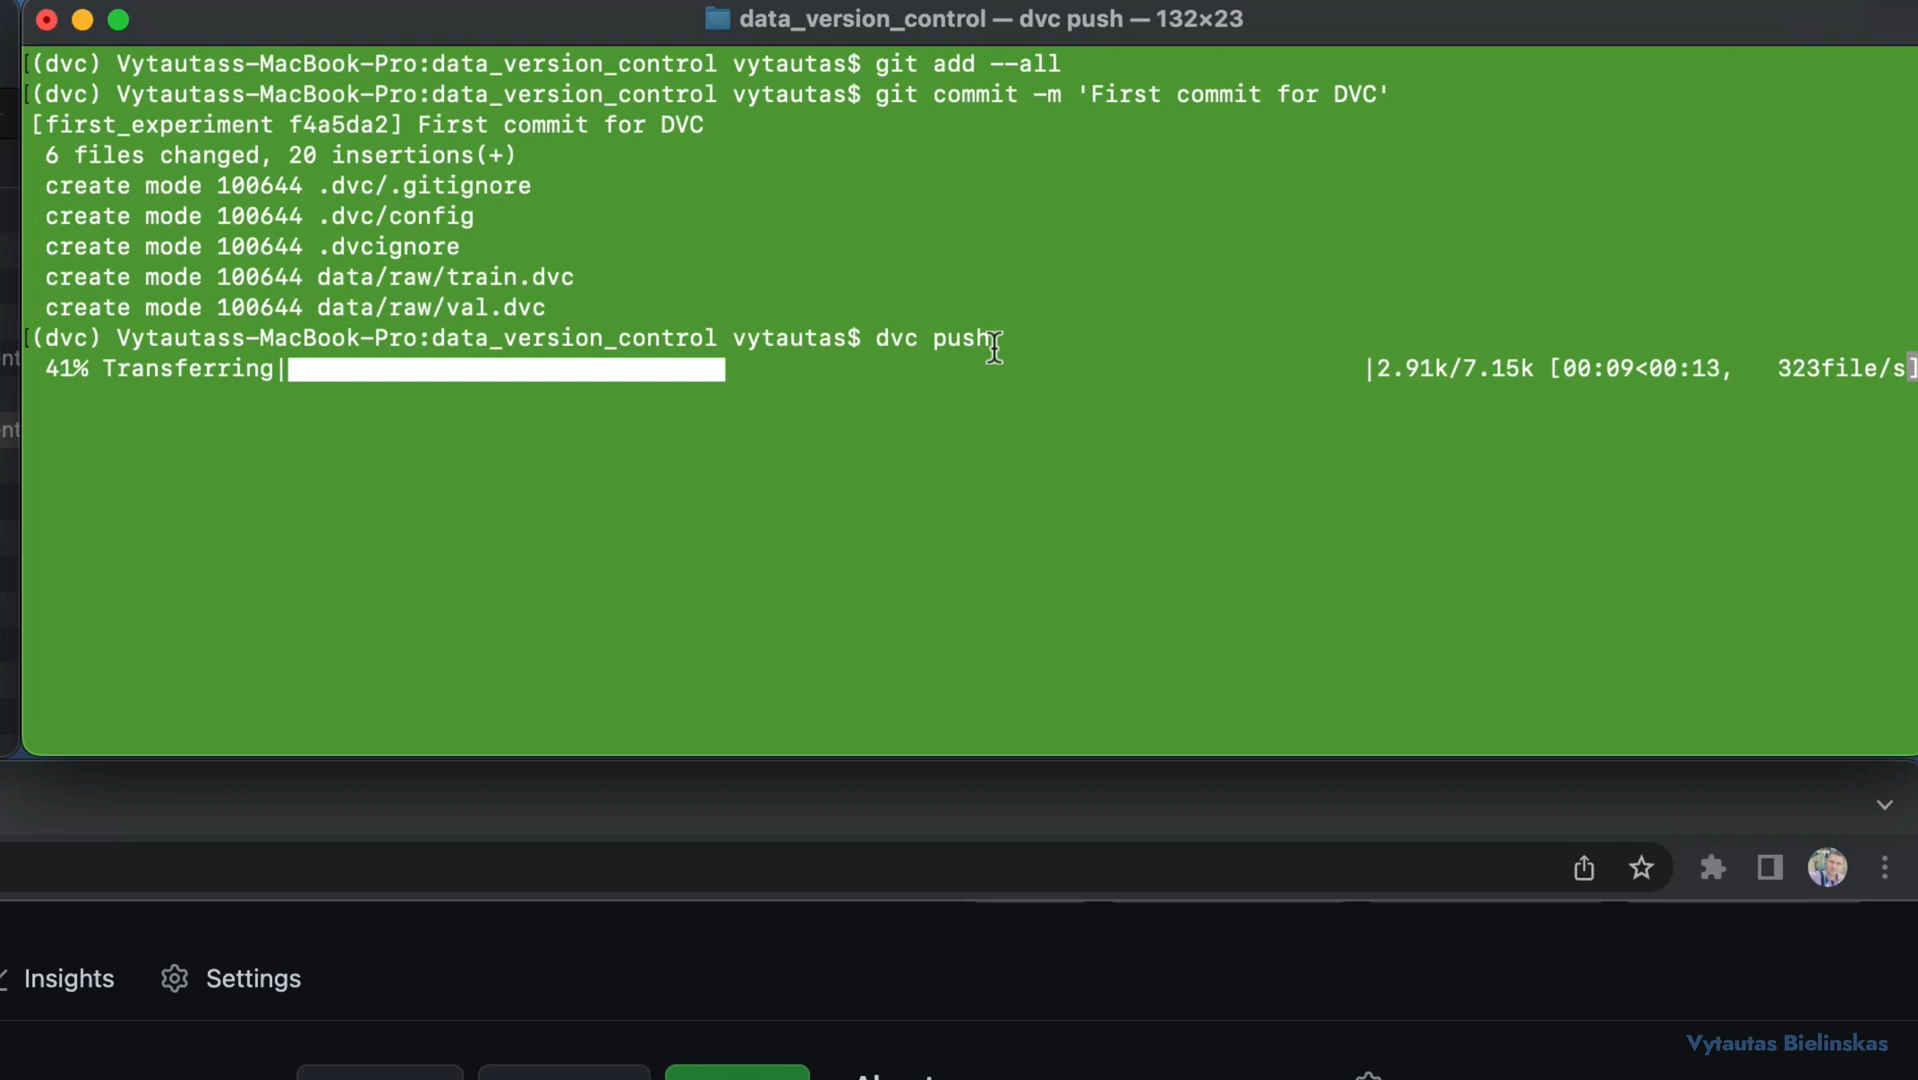 data_version_control — dvc push — 132×23
(dvc) Vytautass-MacBook-Pro:data_version_control vytautas$ git add --all
(dvc) Vytautass-MacBook-Pro:data_version_control vytautas$ git commit -m 'First commit for DVC'
[first_experiment f4a5da2] First commit for DVC
6 files changed, 20 insertions(+)
create mode 100644 .dvc/.gitignore
create mode 100644 .dvc/config
create mode 100644 .dvcignore
create mode 100644 data/raw/train.dvc
create mode 100644 data/raw/val.dvc
(dvc) Vytautass-MacBook-Pro:data_version_control vytautas$ dvc push
41% Transferring| |2.91k/7.15k [00:09<00:13, 323file/s]
Insights Settings
Vytautas Bielinskas